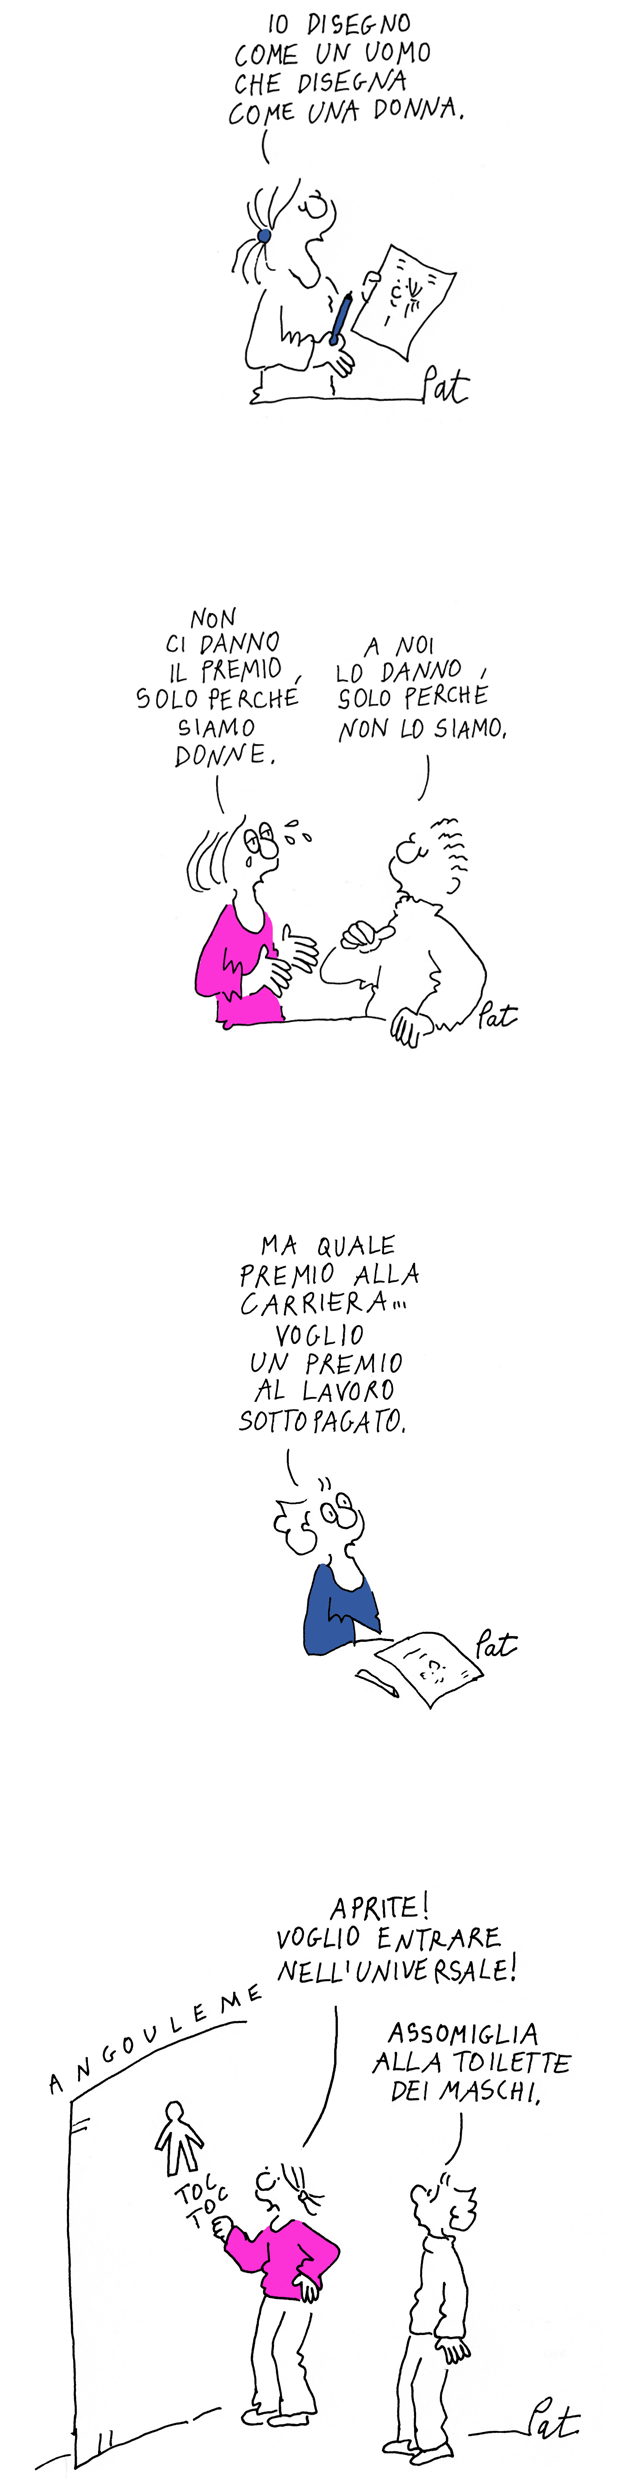 IO DISEGNO
COME UN UOMO
CHE DISEGNA
COME UNA DONNA.
Pat
NON
CI DANNO
IL PREMIO,
SOLO PERCHÉ
SIAMO
DONNE.
A NOI
LO DANNO,
SOLO PERCHÉ
NON LO SIAMO.
Pat
MA QUALE
PREMIO ALLA
CARRIERA...
VOGLIO
UN PREMIO
AL LAVORO
SOTTOPAGATO.
Pat
APRITE!
VOGLIO ENTRARE
NELL'UNIVERSALE!
ANGOULEME
ASSOMIGLIA
ALLA TOILETTE
DEI MASCHI.
TOC
TOC
Pat